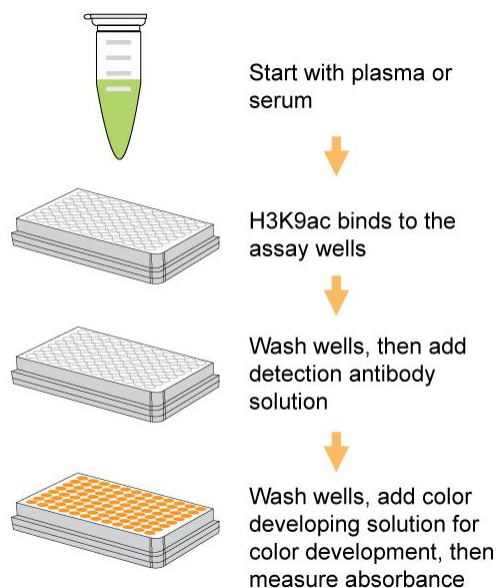 Start with plasma or
serum
H3K9ac binds to the
assay wells
Wash wells, then add
detection antibody
solution
Wash wells, add color
developing solution for
color development, then
measure absorbance